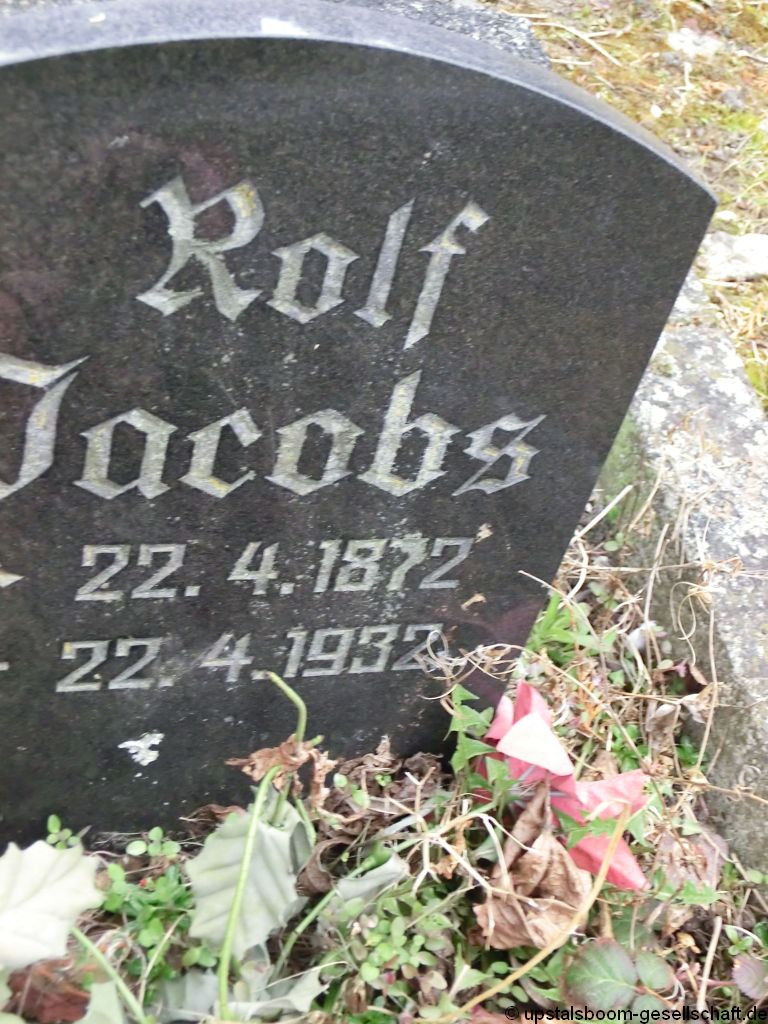 Rolf
Jacobs
22. 4. 1872
22. 4. 1932
© upstalsboom-gesellschaft.de